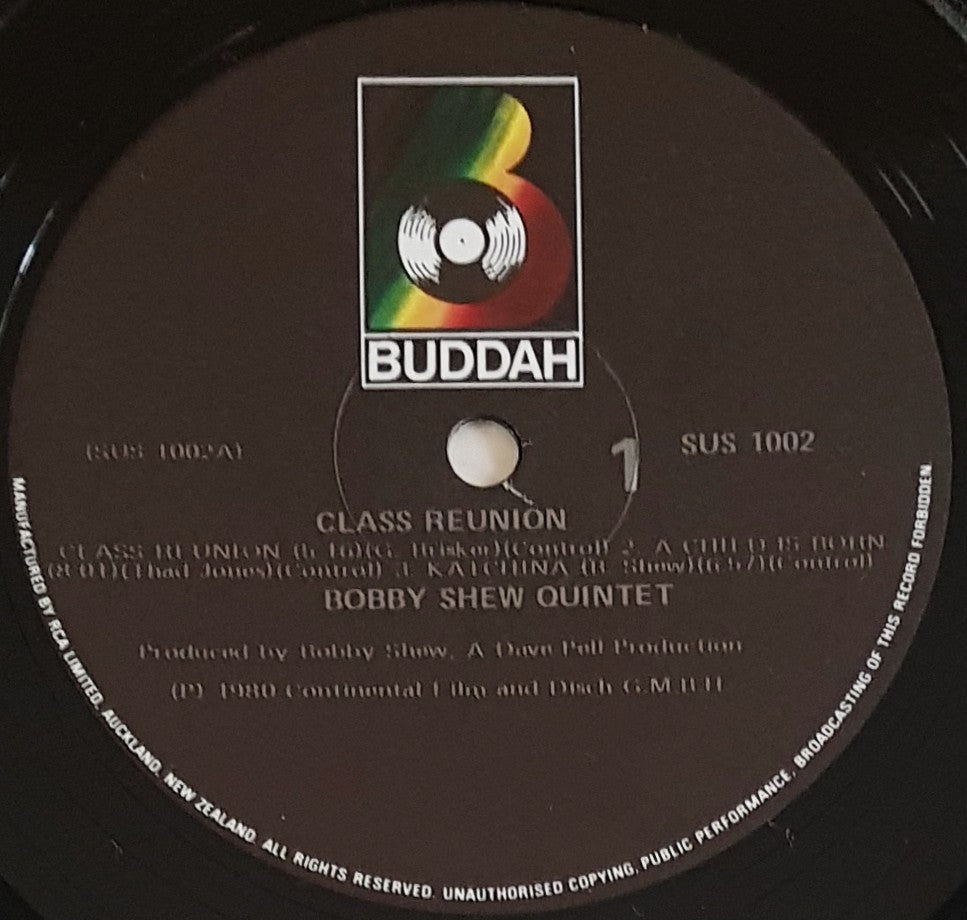 BUDDAH
(SUS 1002A)
1
SUS 1002
CLASS REUNION
CLASS REUNION (5:16)(G. Brisker)(Control) 2. A CHILD IS BORN
(8:01)(Thad Jones)(Control) 3. KATCHINA (B. Shew)(6:57)(Control)
BOBBY SHEW QUINTET
Produced by Bobby Shew. A Dave Pell Production
(P) 1980 Continental Film and Disch G.M.B.H.
MANUFACTURED BY RCA LIMITED, AUCKLAND, NEW ZEALAND. ALL RIGHTS RESERVED. UNAUTHORISED COPYING, PUBLIC PERFORMANCE, BROADCASTING OF THIS RECORD FORBIDDEN